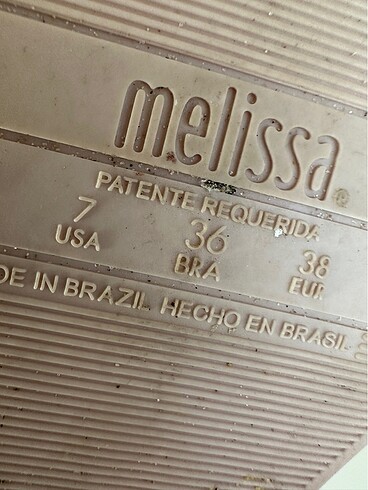 melissa®
PATENTE REQUERIDA
7 36 38
USA BRA EUR
DE IN BRAZIL HECHO EN BRASIL